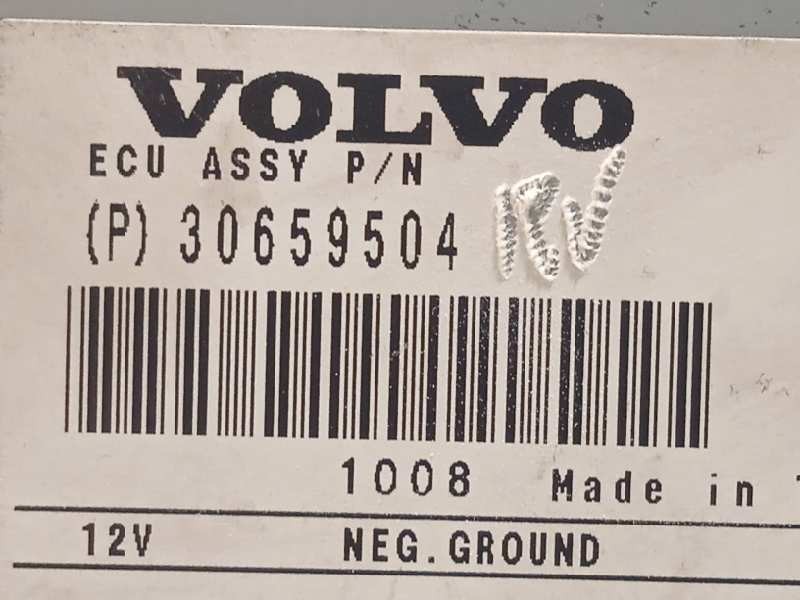 VOLVO
ECU ASSY P/N
(P) 30659504
1008 Made in
12V NEG. GROUND